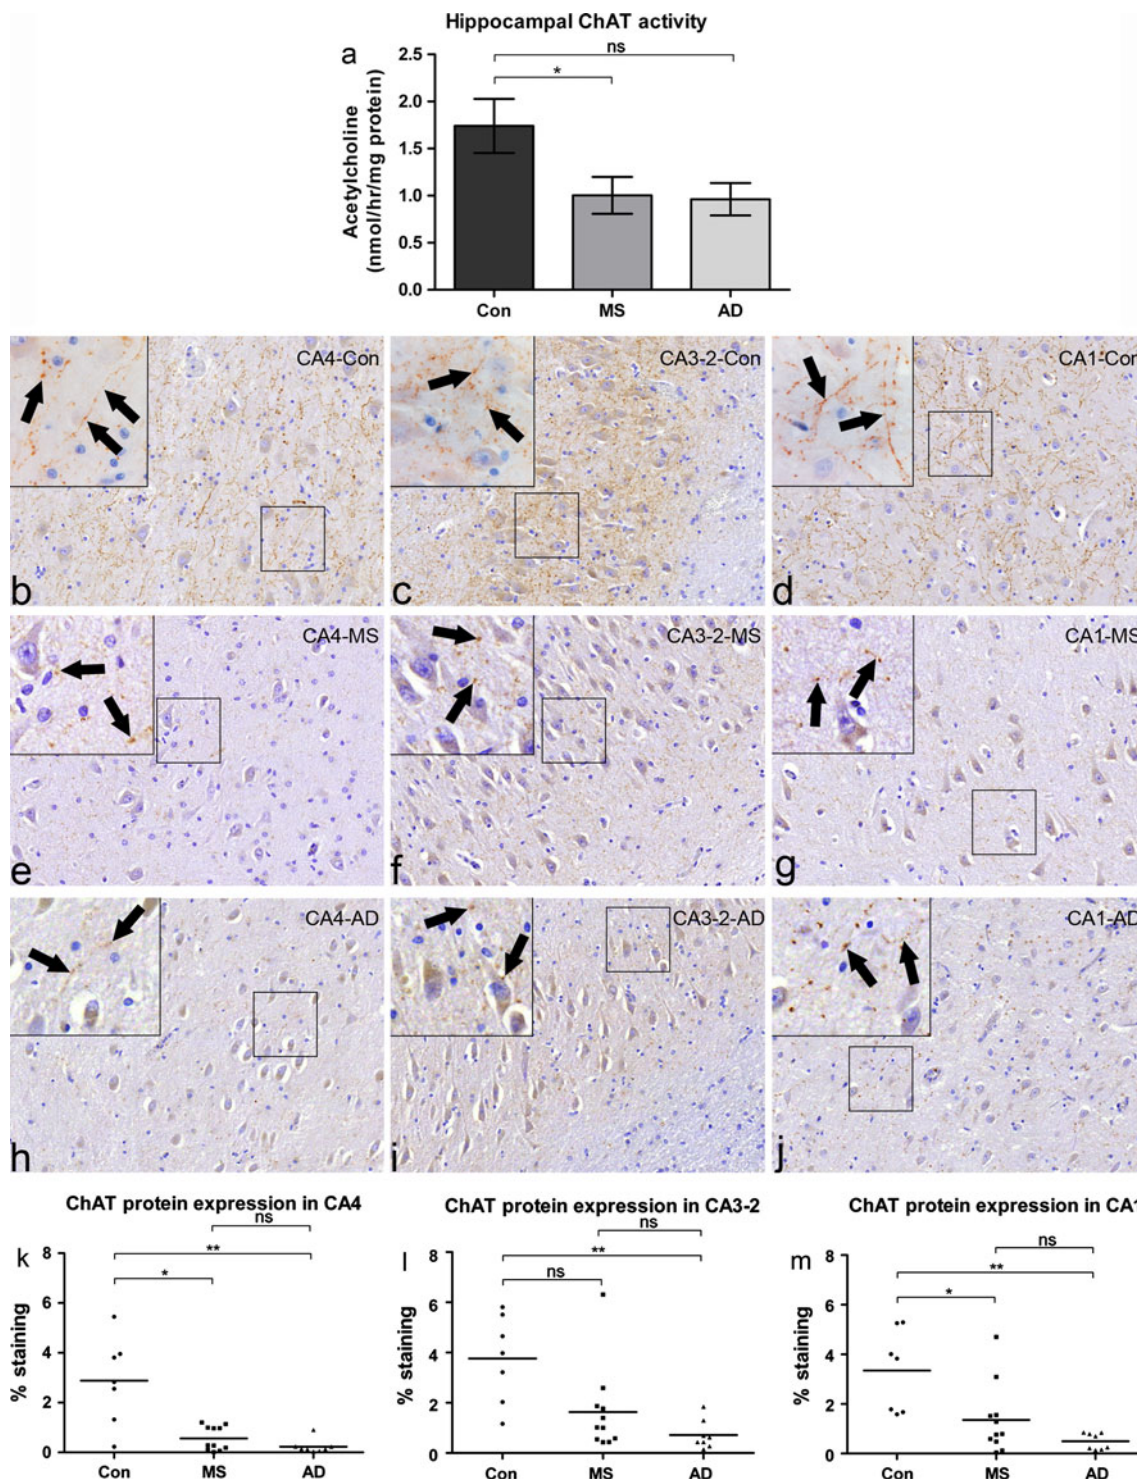 Hippocampal ChAT activity
a
ns
*
2.5
2.0
1.5
1.0
0.5
0.0
Acetylcholine
(nmol/hr/mg protein)
Con MS AD
CA4-Con
b
CA3-2-Con
c
CA1-Con
d
CA4-MS
e
CA3-2-MS
f
CA1-MS
g
CA4-AD
h
CA3-2-AD
i
CA1-AD
j
ChAT protein expression in CA4
k
ns
**
*
8
6
4
2
0
% staining
Con MS AD
ChAT protein expression in CA3-2
l
ns
**
ns
8
6
4
2
0
% staining
Con MS AD
ChAT protein expression in CA1
m
ns
**
*
8
6
4
2
0
% staining
Con MS AD